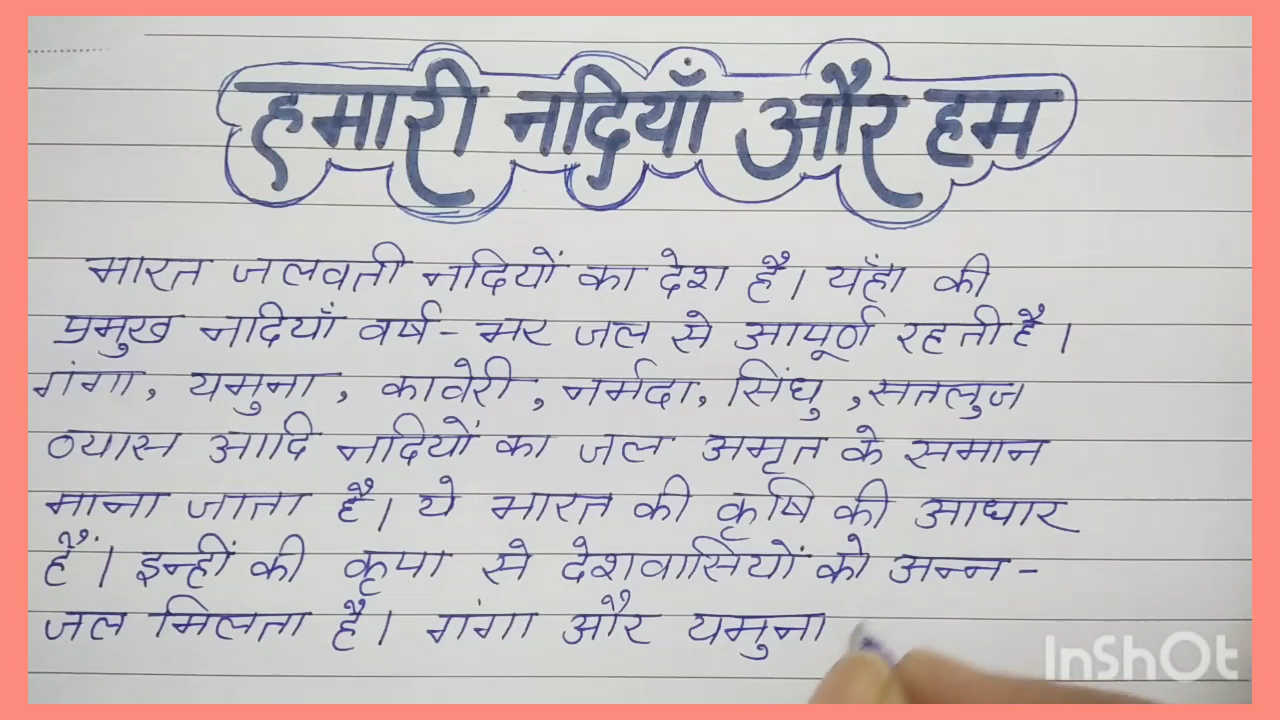 हमारी नदियाँ और हम
भारत जलवती नदियों का देश है। यहाँ की
प्रमुख नदियाँ वर्ष-भर जल से आपूर्ण रहती है।
गंगा, यमुना, कावेरी, नर्मदा, सिंधु, सतलुज
व्यास आदि नदियों का जल अमृत के समान
माना जाता है। ये भारत की कृषि की आधार
हैं। इन्हीं की कृपा से देशवासियों को अन्न-
जल मिलता है। गंगा और यमुना
InShOt